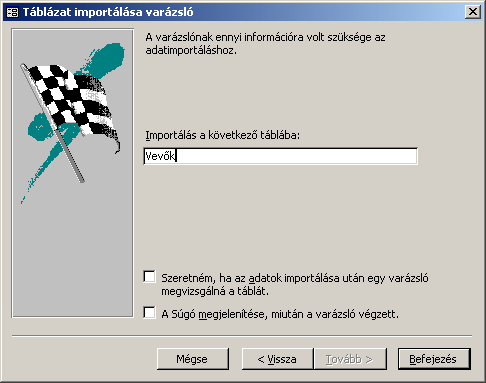 Táblázat importálása varázsló
A varázslónak ennyi információra volt szüksége az
adatimportáláshoz.
Importálás a következő táblába:
Vevők
Szeretném, ha az adatok importálása után egy varázsló
megvizsgálná a táblát.
A Súgó megjelenítése, miután a varázsló végzett.
Mégse
< Vissza
Tovább >
Befejezés